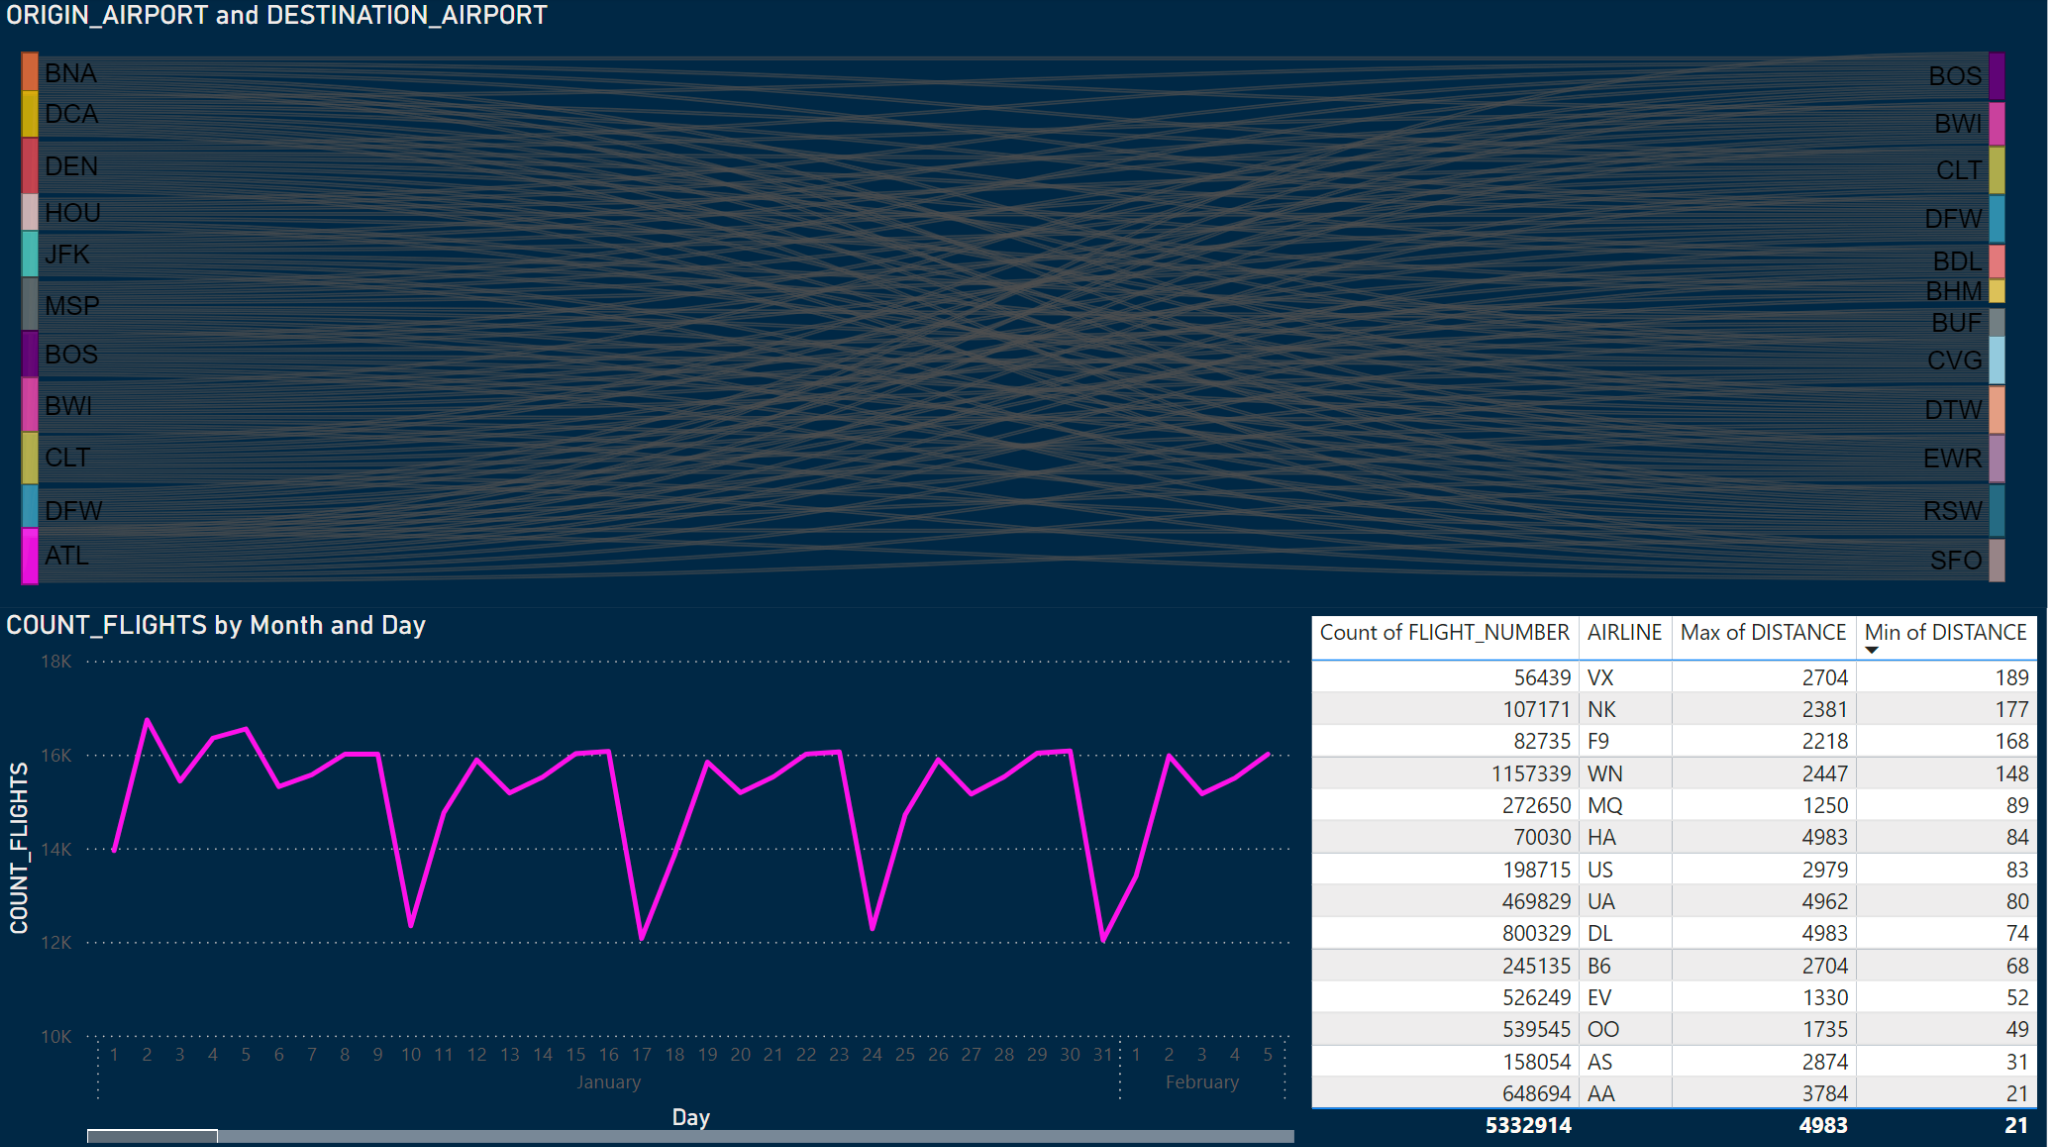 ORIGIN_AIRPORT and DESTINATION_AIRPORT
BNA
DCA
DEN
HOU
JFK
MSP
BOS
BWI
CLT
DFW
ATL
BOS
BWI
CLT
DFW
BDL
BHM
BUF
CVG
DTW
EWR
RSW
SFO
COUNT_FLIGHTS by Month and Day
COUNT_FLIGHTS
18K
16K
14K
12K
10K
1 2 3 4 5 6 7 8 9 10 11 12 13 14 15 16 17 18 19 20 21 22 23 24 25 26 27 28 29 30 31 1 2 3 4 5
January February
Day
Count of FLIGHT_NUMBER AIRLINE Max of DISTANCE Min of DISTANCE
56439 VX 2704 189
107171 NK 2381 177
82735 F9 2218 168
1157339 WN 2447 148
272650 MQ 1250 89
70030 HA 4983 84
198715 US 2979 83
469829 UA 4962 80
800329 DL 4983 74
245135 B6 2704 68
526249 EV 1330 52
539545 OO 1735 49
158054 AS 2874 31
648694 AA 3784 21
5332914 4983 21